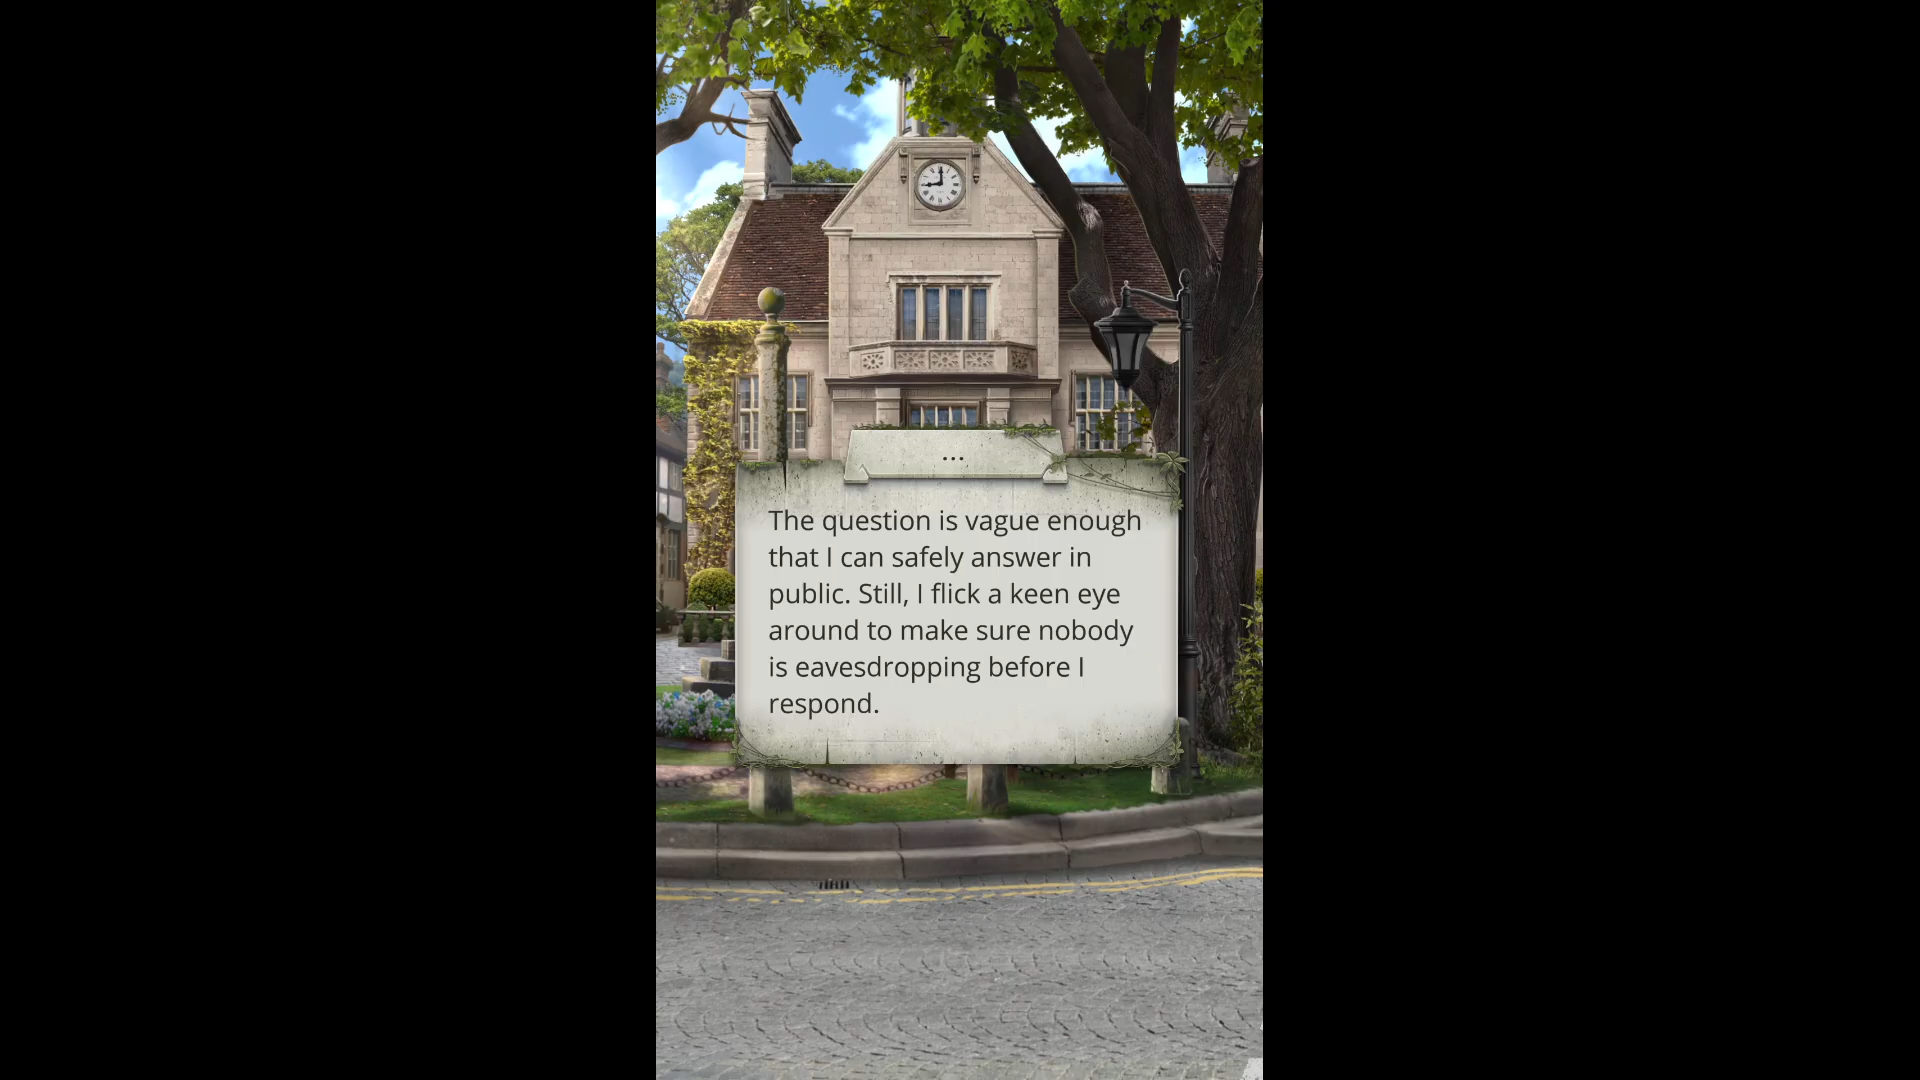 ...
The question is vague enough
that I can safely answer in
public. Still, I flick a keen eye
around to make sure nobody
is eavesdropping before I
respond.